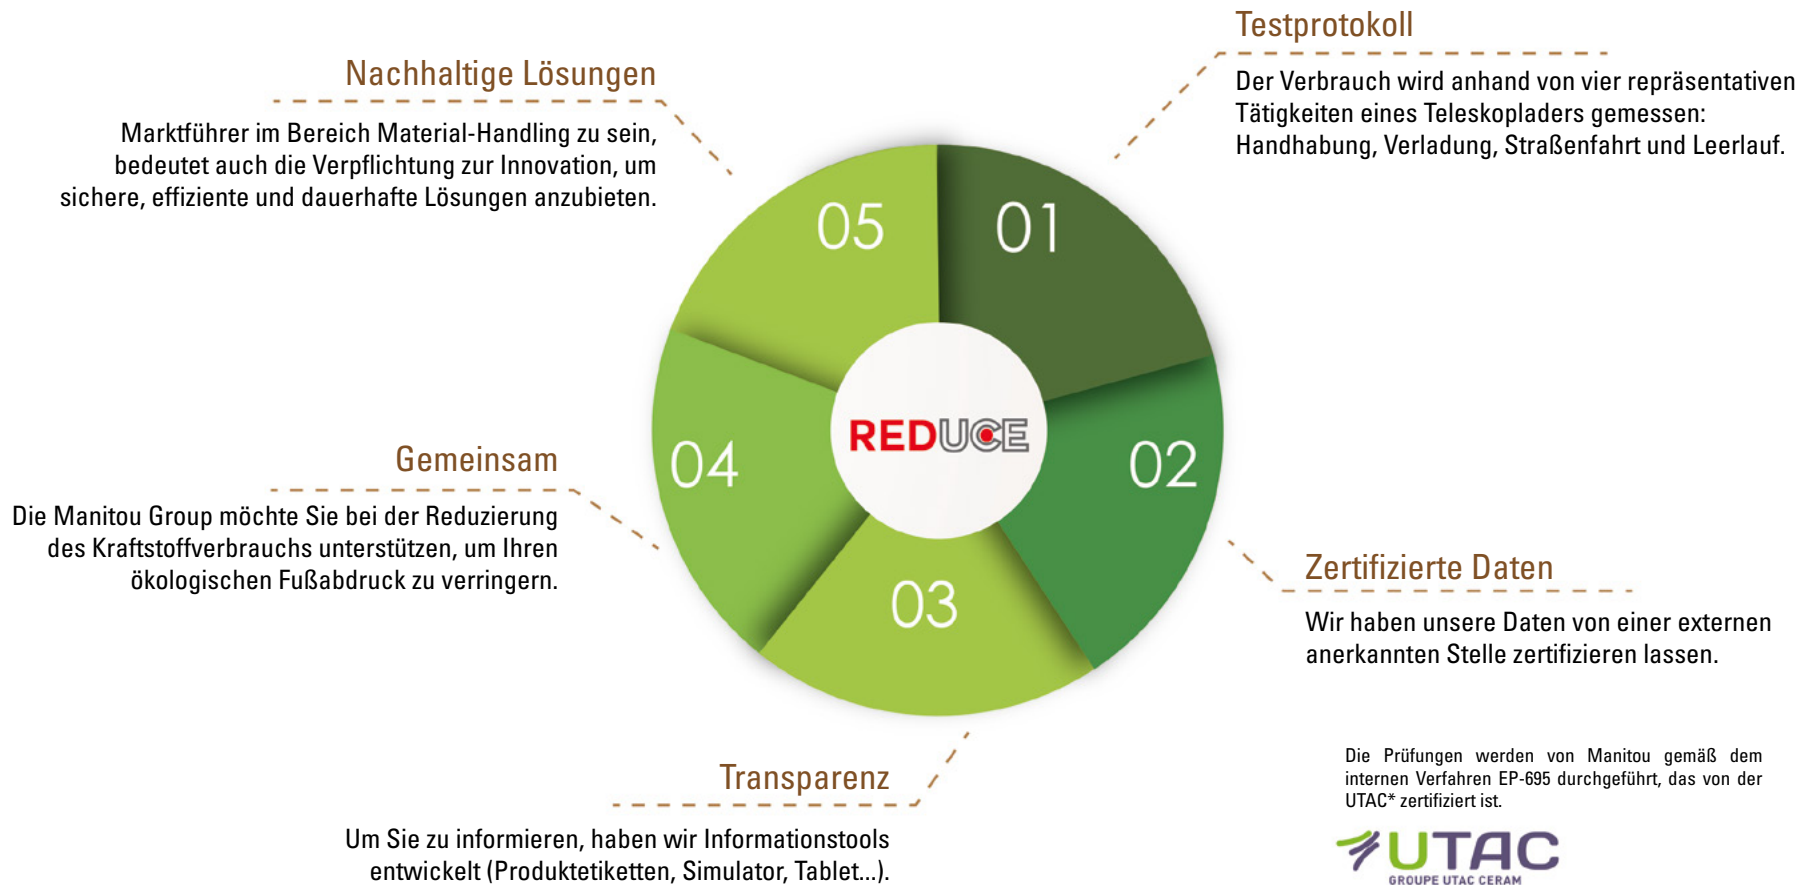 Testprotokoll
Der Verbrauch wird anhand von vier repräsentativen
Tätigkeiten eines Teleskopladers gemessen:
Handhabung, Verladung, Straßenfahrt und Leerlauf.
Nachhaltige Lösungen
Marktführer im Bereich Material-Handling zu sein,
bedeutet auch die Verpflichtung zur Innovation, um
sichere, effiziente und dauerhafte Lösungen anzubieten.
05
01
REDUCE
04
02
03
Gemeinsam
Die Manitou Group möchte Sie bei der Reduzierung
des Kraftstoffverbrauchs unterstützen, um Ihren
ökologischen Fußabdruck zu verringern.
Zertifizierte Daten
Wir haben unsere Daten von einer externen
anerkannten Stelle zertifizieren lassen.
Transparenz
Um Sie zu informieren, haben wir Informationstools
entwickelt (Produktetiketten, Simulator, Tablet...).
Die Prüfungen werden von Manitou gemäß dem
internen Verfahren EP-695 durchgeführt, das von der
UTAC* zertifiziert ist.
UTAC
GROUPE UTAC CERAM